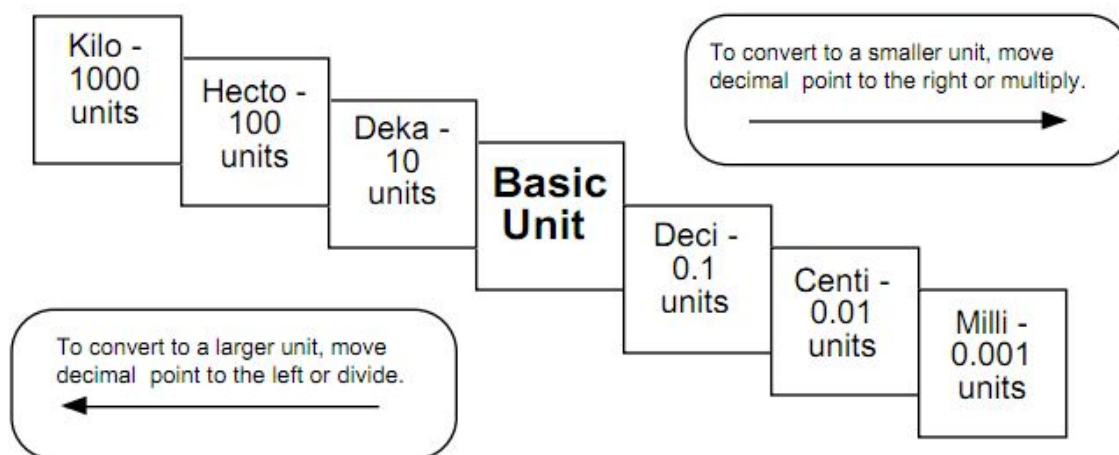 Kilo -
1000
units
Hecto -
100
units
Deka -
10
units
Basic
Unit
Deci -
0.1
units
Centi -
0.01
units
Milli -
0.001
units
To convert to a smaller unit, move
decimal point to the right or multiply.
To convert to a larger unit, move
decimal point to the left or divide.